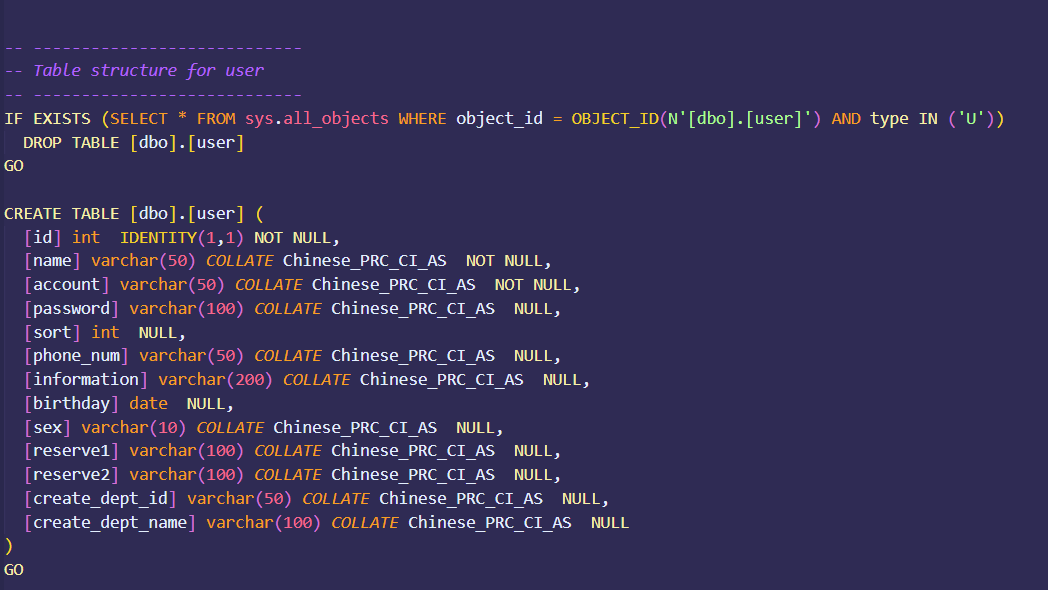 -- ----------------------------
-- Table structure for user
-- ----------------------------
IF EXISTS (SELECT * FROM sys.all_objects WHERE object_id = OBJECT_ID(N'[dbo].[user]') AND type IN ('U'))
  DROP TABLE [dbo].[user]
GO

CREATE TABLE [dbo].[user] (
  [id] int  IDENTITY(1,1) NOT NULL,
  [name] varchar(50) COLLATE Chinese_PRC_CI_AS  NOT NULL,
  [account] varchar(50) COLLATE Chinese_PRC_CI_AS  NOT NULL,
  [password] varchar(100) COLLATE Chinese_PRC_CI_AS  NULL,
  [sort] int  NULL,
  [phone_num] varchar(50) COLLATE Chinese_PRC_CI_AS  NULL,
  [information] varchar(200) COLLATE Chinese_PRC_CI_AS  NULL,
  [birthday] date  NULL,
  [sex] varchar(10) COLLATE Chinese_PRC_CI_AS  NULL,
  [reserve1] varchar(100) COLLATE Chinese_PRC_CI_AS  NULL,
  [reserve2] varchar(100) COLLATE Chinese_PRC_CI_AS  NULL,
  [create_dept_id] varchar(50) COLLATE Chinese_PRC_CI_AS  NULL,
  [create_dept_name] varchar(100) COLLATE Chinese_PRC_CI_AS  NULL
)
GO